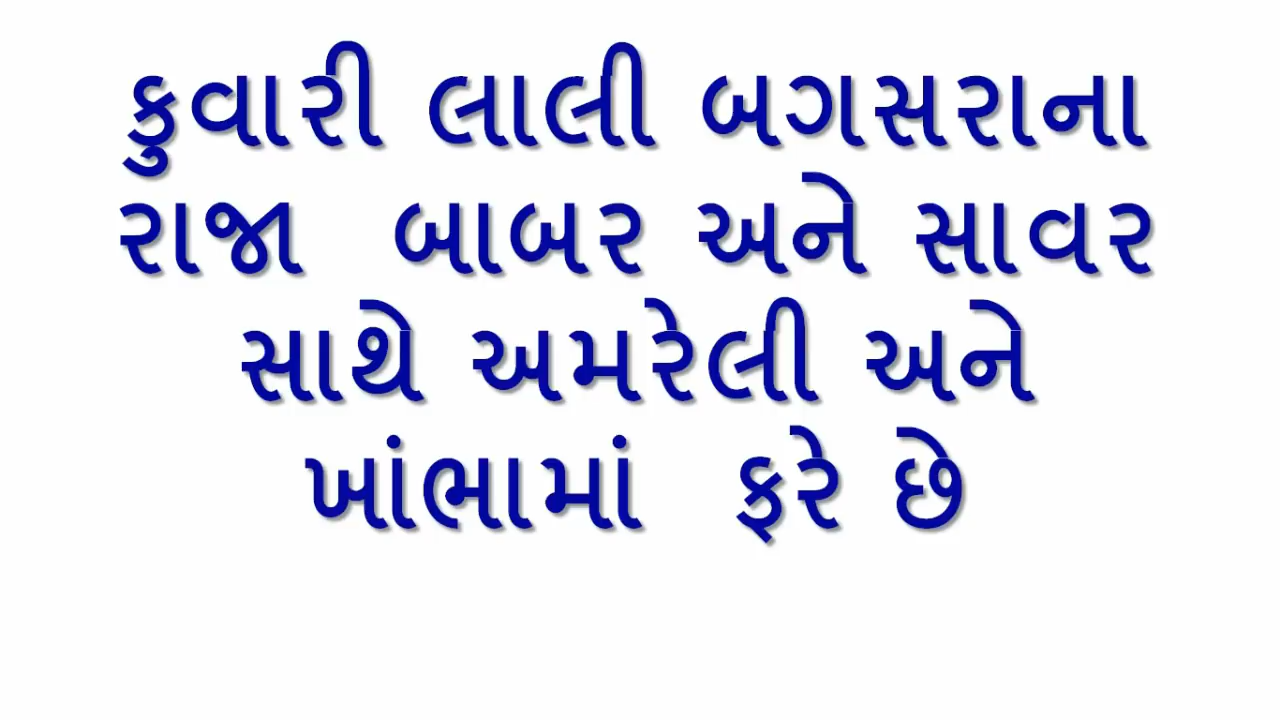 કુવારી લાલી બગસરાના
રાજા બાબર અને સાવર
સાથે અમરેલી અને
ખાંભામાં ફરે છે